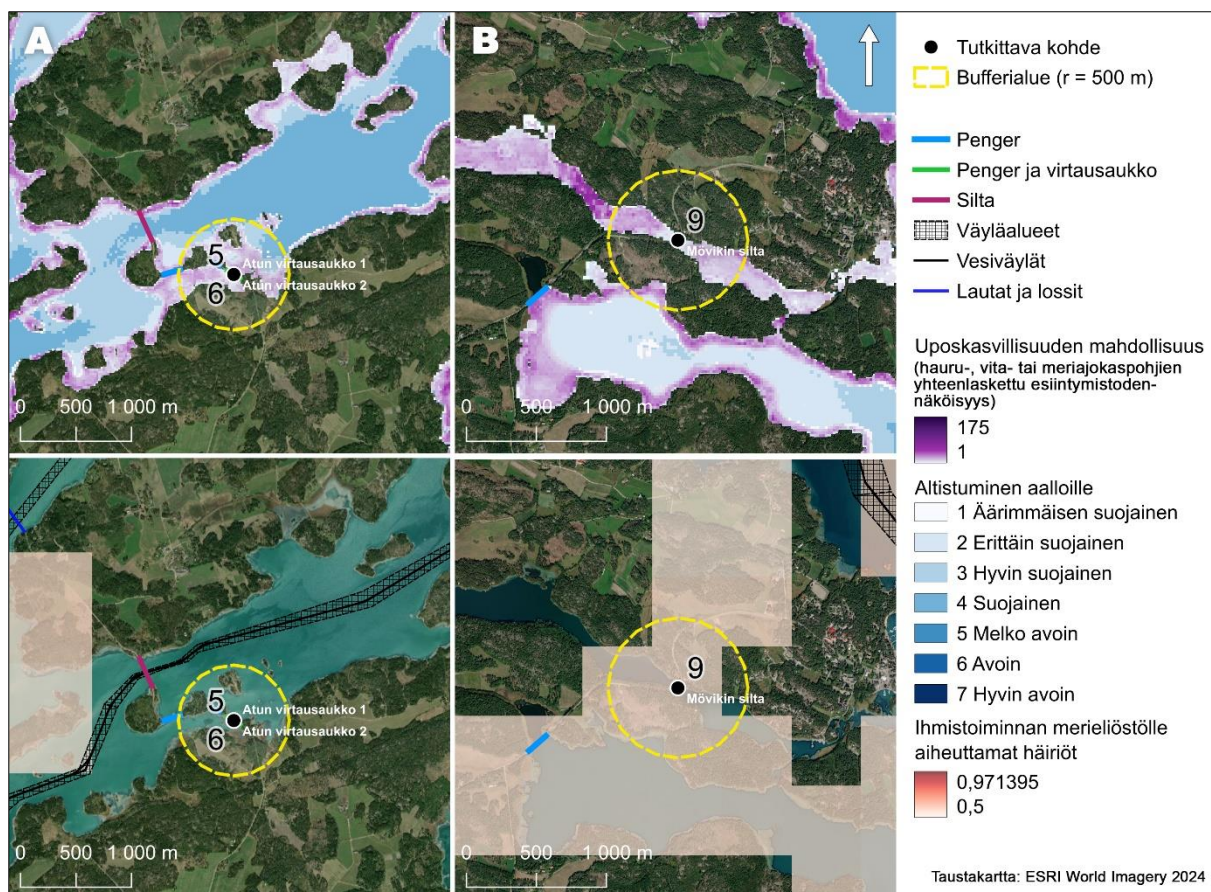 A
5
Atun virtausaukko 1
Atun virtausaukko 2
6
0 500 1 000 m
B
9
Mövikin silta
0 500 1 000 m
5
Atun virtausaukko 1
Atun virtausaukko 2
6
0 500 1 000 m
9
Mövikin silta
0 500 1 000 m
Tutkittava kohde
Bufferialue (r = 500 m)
Penger
Penger ja virtausaukko
Silta
Väyläalueet
Vesiväylät
Lautat ja lossit
Uposkasvillisuuden mahdollisuus
(hauru-, vita- tai meriajokaspohjien
yhteenlaskettu esiintymistoden-
näköisyys)
175
1
Altistuminen aalloille
1 Äärimmäisen suojainen
2 Erittäin suojainen
3 Hyvin suojainen
4 Suojainen
5 Melko avoin
6 Avoin
7 Hyvin avoin
Ihmistoiminnan merieliöstölle
aiheuttamat häiriöt
0,971395
0,5
Taustakartta: ESRI World Imagery 2024